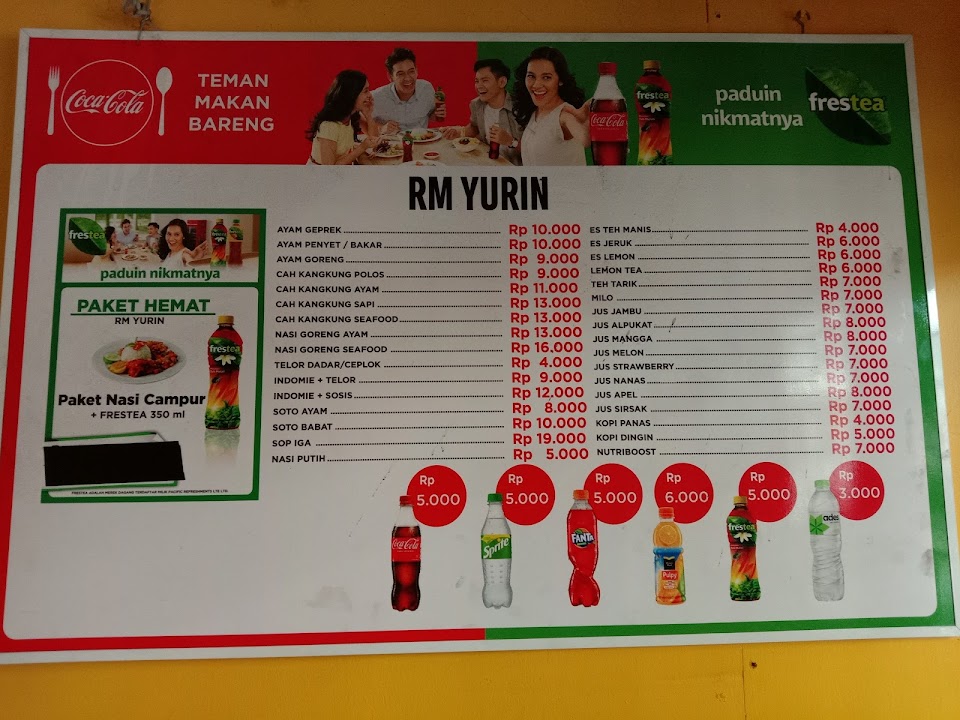 Coca-Cola
TEMAN
MAKAN
BARENG
paduin
nikmatnya
frestea
RM YURIN
frestea
paduin nikmatnya
PAKET HEMAT
RM YURIN
frestea
Paket Nasi Campur
+ FRESTEA 350 ml
FRESTEA ADALAH MEREK DAGANG TERDAFTAR MILIK PACIFIC REFRESHMENTS LTE LTD.
AYAM GEPREK Rp 10.000
AYAM PENYET / BAKAR Rp 10.000
AYAM GORENG Rp 9.000
CAH KANGKUNG POLOS Rp 9.000
CAH KANGKUNG AYAM Rp 11.000
CAH KANGKUNG SAPI Rp 13.000
CAH KANGKUNG SEAFOOD Rp 13.000
NASI GORENG AYAM Rp 13.000
NASI GORENG SEAFOOD Rp 16.000
TELOR DADAR/CEPLOK Rp 4.000
INDOMIE + TELOR Rp 9.000
INDOMIE + SOSIS Rp 12.000
SOTO AYAM Rp 8.000
SOTO BABAT Rp 10.000
SOP IGA Rp 19.000
NASI PUTIH Rp 5.000
ES TEH MANIS Rp 4.000
ES JERUK Rp 6.000
ES LEMON Rp 6.000
LEMON TEA Rp 6.000
TEH TARIK Rp 7.000
MILO Rp 7.000
JUS JAMBU Rp 7.000
JUS ALPUKAT Rp 8.000
JUS MANGGA Rp 8.000
JUS MELON Rp 7.000
JUS STRAWBERRY Rp 7.000
JUS NANAS Rp 7.000
JUS APEL Rp 8.000
JUS SIRSAK Rp 7.000
KOPI PANAS Rp 4.000
KOPI DINGIN Rp 5.000
NUTRIBOOST Rp 7.000
Rp 5.000
Rp 5.000
Rp 5.000
Rp 6.000
Rp 5.000
Rp 3.000
Coca-Cola
Sprite
FANTA
Pulpy
frestea
ades